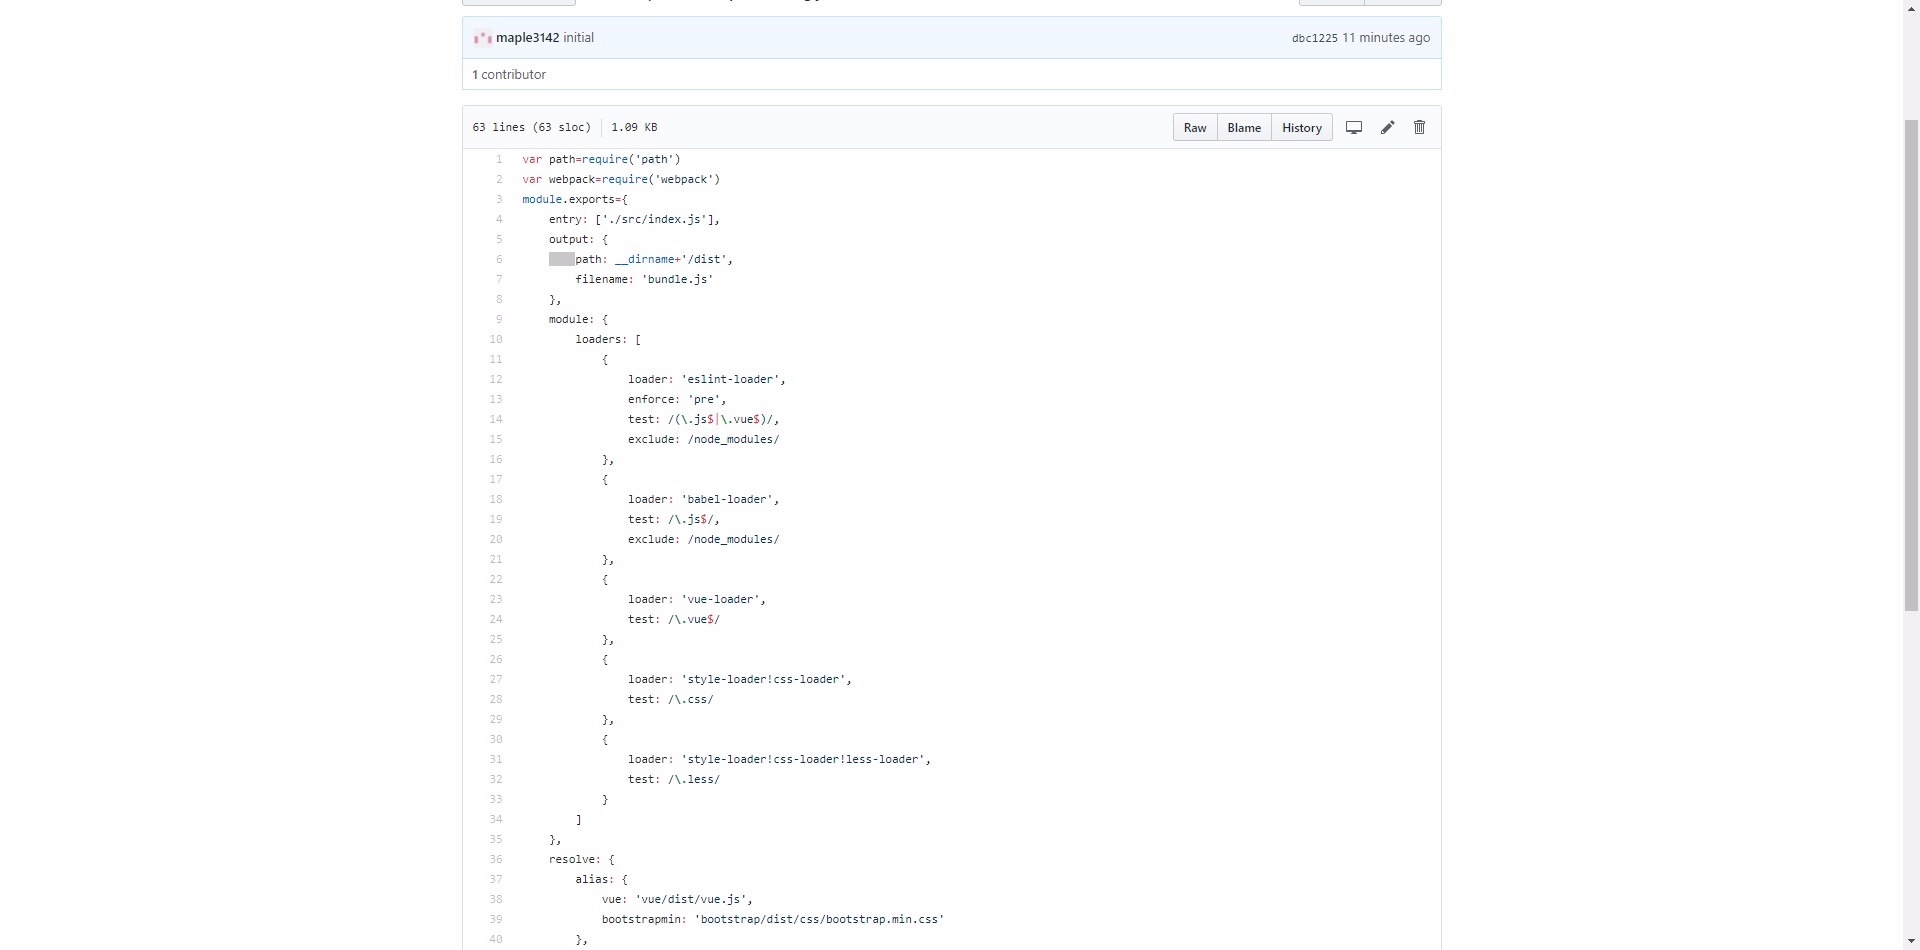 maple3142 initial dbc1225 11 minutes ago
1 contributor
63 lines (63 sloc) 1.09 KB Raw Blame History
1 var path=require('path')
2 var webpack=require('webpack')
3 module.exports={
4     entry: ['./src/index.js'],
5     output: {
6         path: __dirname+'/dist',
7         filename: 'bundle.js'
8     },
9     module: {
10         loaders: [
11             {
12                 loader: 'eslint-loader',
13                 enforce: 'pre',
14                 test: /(\.js$|\.vue$)/,
15                 exclude: /node_modules/
16             },
17             {
18                 loader: 'babel-loader',
19                 test: /\.js$/,
20                 exclude: /node_modules/
21             },
22             {
23                 loader: 'vue-loader',
24                 test: /\.vue$/
25             },
26             {
27                 loader: 'style-loader!css-loader',
28                 test: /\.css/
29             },
30             {
31                 loader: 'style-loader!css-loader!less-loader',
32                 test: /\.less/
33             }
34         ]
35     },
36     resolve: {
37         alias: {
38             vue: 'vue/dist/vue.js',
39             bootstrapmin: 'bootstrap/dist/css/bootstrap.min.css'
40         },